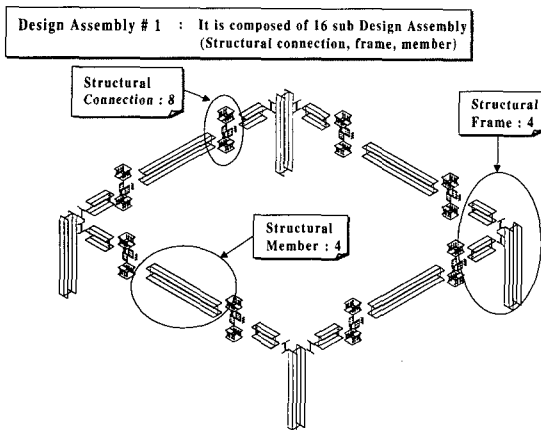 Design Assembly # 1 : It is composed of 16 sub Design Assembly
(Structural connection, frame, member)
Structural
Connection : 8
Structural
Frame : 4
Structural
Member : 4